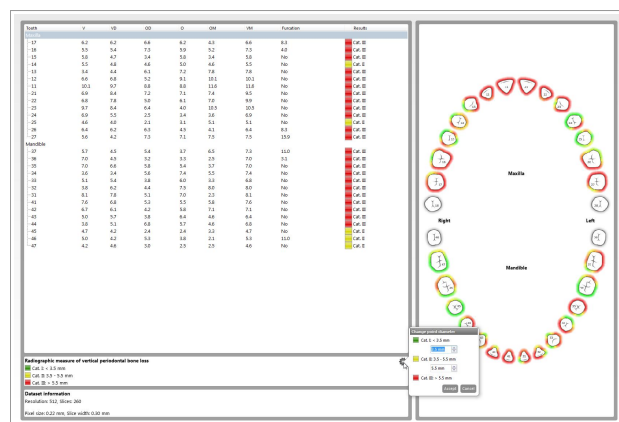 Tooth V VD OD O OM VM Furcation Results
Maxilla
17 6.2 6.2 6.6 6.2 4.3 6.6 8.3 Cat. III
16 5.5 5.4 7.3 5.9 5.2 7.3 4.0 Cat. III
15 5.8 4.7 3.4 5.8 3.4 5.8 No Cat. III
14 5.5 4.6 4.6 5.0 4.6 5.5 No Cat. II
13 3.4 4.4 6.1 7.2 7.8 7.8 No Cat. III
12 6.6 6.8 5.2 9.1 10.1 10.1 No Cat. III
11 10.1 9.7 8.8 8.8 11.8 11.8 No Cat. III
21 6.9 8.4 7.2 7.1 7.4 9.5 No Cat. III
22 6.8 7.8 5.0 6.1 7.0 9.9 No Cat. III
23 9.7 8.4 6.4 4.0 10.5 10.5 No Cat. III
24 6.9 5.5 2.5 3.4 3.6 6.9 No Cat. III
25 4.6 4.0 2.1 3.1 5.1 5.1 No Cat. II
26 6.4 6.2 6.3 4.5 4.1 6.4 8.3 Cat. III
27 5.6 4.2 7.3 7.1 7.5 7.5 15.9 Cat. III
Mandible
37 5.7 4.5 5.4 3.7 6.5 7.3 11.0 Cat. III
36 7.0 4.5 3.2 3.3 2.5 7.0 3.1 Cat. III
35 7.0 6.6 5.8 5.4 3.7 7.0 No Cat. III
34 3.6 3.4 5.6 7.4 5.5 7.4 No Cat. III
33 5.1 5.4 3.8 6.0 3.3 6.8 No Cat. III
32 3.8 6.2 4.4 7.5 8.0 8.0 No Cat. III
31 8.1 7.8 5.1 7.0 2.3 8.1 No Cat. III
41 7.6 6.8 5.3 5.5 5.8 7.6 No Cat. III
42 4.7 6.1 4.2 5.8 7.1 7.1 No Cat. III
43 5.0 5.7 3.8 6.4 4.6 6.4 No Cat. III
44 3.8 5.1 6.8 5.7 4.6 6.8 No Cat. III
45 4.7 4.2 2.4 2.4 3.3 4.7 No Cat. II
46 5.0 4.2 5.3 3.8 2.1 5.3 11.0 Cat. II
47 4.2 4.6 3.0 2.5 2.5 4.6 No Cat. II
Maxilla
Right Left
Mandible
Radiographic measure of vertical periodontal bone loss
Cat. I: < 3.5 mm
Cat. II: 3.5 - 5.5 mm
Cat. III: > 5.5 mm
Dataset information
Resolution: 512, Slices: 260
Pixel size: 0.22 mm, Slice width: 0.30 mm
Change point diameter
Cat. I: < 3.5 mm
3.5 mm
Cat. II: 3.5 - 5.5 mm
5.5 mm
Cat. III: > 5.5 mm
Accept Cancel